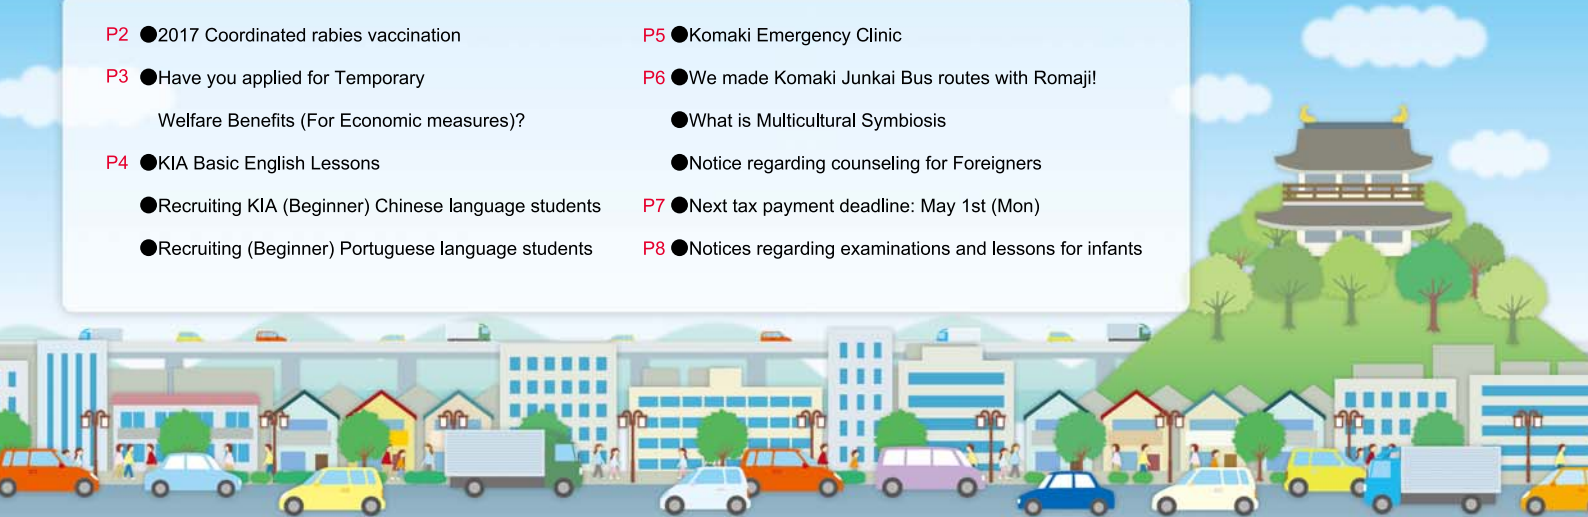 P2 ●2017 Coordinated rabies vaccination
P3 ●Have you applied for Temporary
Welfare Benefits (For Economic measures)?
P4 ●KIA Basic English Lessons
●Recruiting KIA (Beginner) Chinese language students
●Recruiting (Beginner) Portuguese language students
P5 ●Komaki Emergency Clinic
P6 ●We made Komaki Junkai Bus routes with Romaji!
●What is Multicultural Symbiosis
●Notice regarding counseling for Foreigners
P7 ●Next tax payment deadline: May 1st (Mon)
P8 ●Notices regarding examinations and lessons for infants